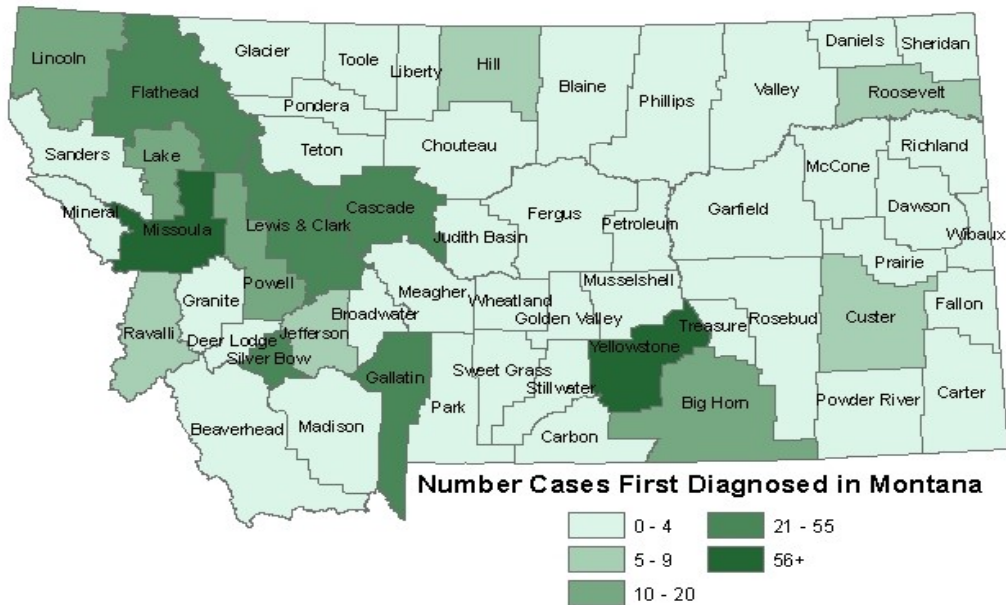 Lincoln
Flathead
Glacier
Toole
Liberty
Hill
Blaine
Phillips
Valley
Daniels
Sheridan
Roosevelt
Pondera
Teton
Chouteau
Sanders
Lake
McCone
Richland
Mineral
Missoula
Lewis & Clark
Cascade
Judith Basin
Fergus
Petroleum
Garfield
Dawson
Wibaux
Prairie
Powell
Granite
Meagher
Wheatland
Musselshell
Golden Valley
Treasure
Rosebud
Custer
Fallon
Ravalli
Deer Lodge
Silver Bow
Jefferson
Broadwater
Gallatin
Sweet Grass
Stillwater
Yellowstone
Big Horn
Powder River
Carter
Beaverhead
Madison
Park
Carbon
Number Cases First Diagnosed in Montana
0 - 4
21 - 55
5 - 9
56+
10 - 20